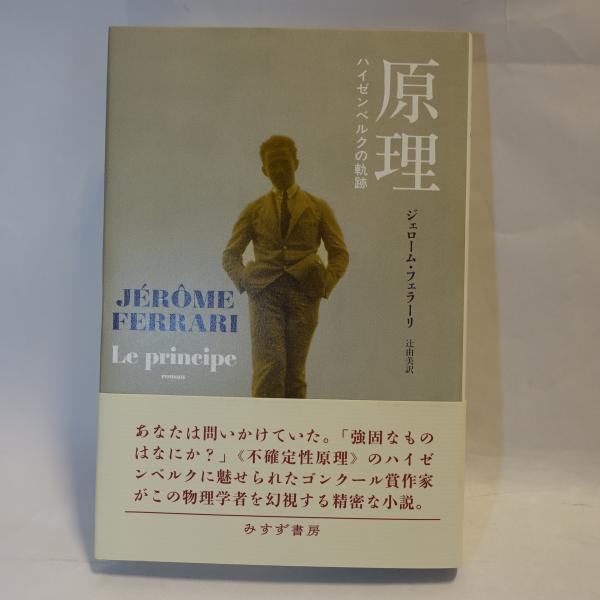 原理
ハイゼンベルクの軌跡
ジェローム・フェラーリ
辻由美訳
JÉRÔME
FERRARI
Le principe
roman
あなたは問いかけていた。「強固なもの
はなにか？」《不確定性原理》のハイゼ
ンベルクに魅せられたゴンクール賞作家
がこの物理学者を幻視する精密な小説。
みすず書房